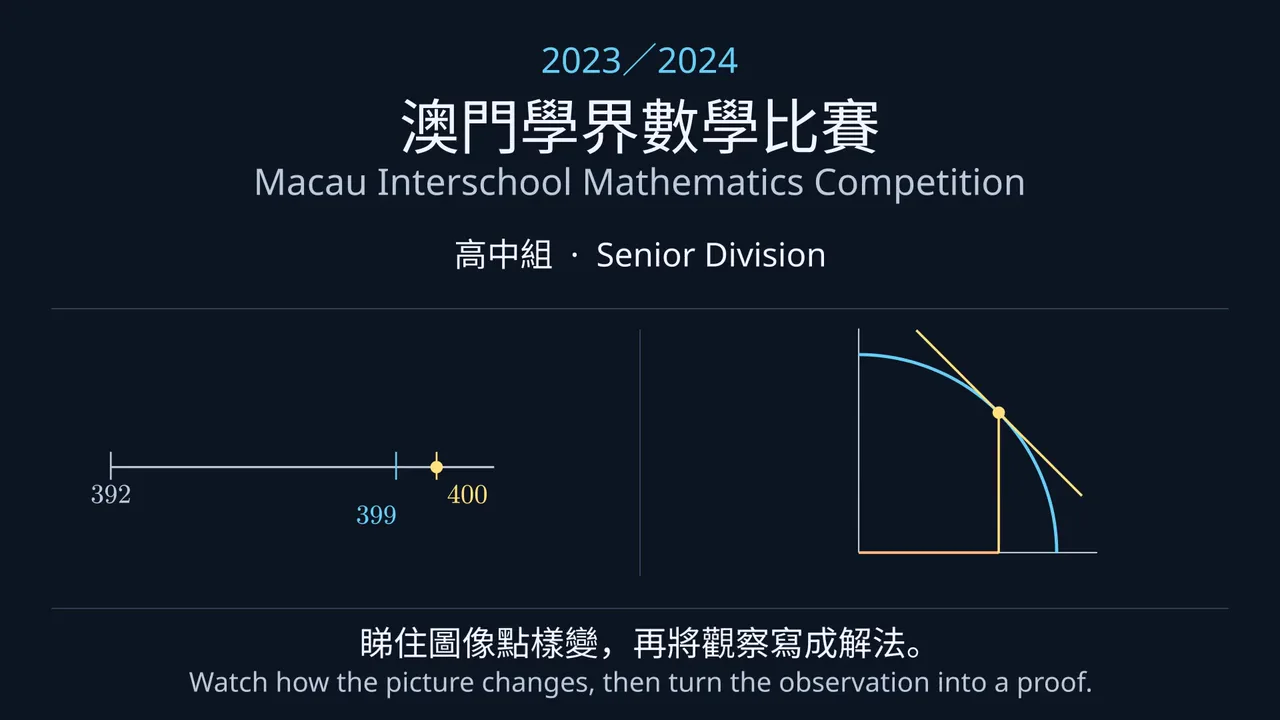 2023／2024
澳門學界數學比賽
Macau Interschool Mathematics Competition
高中組 · Senior Division
392
399
400
睇住圖像點樣變，再將觀察寫成解法。
Watch how the picture changes, then turn the observation into a proof.